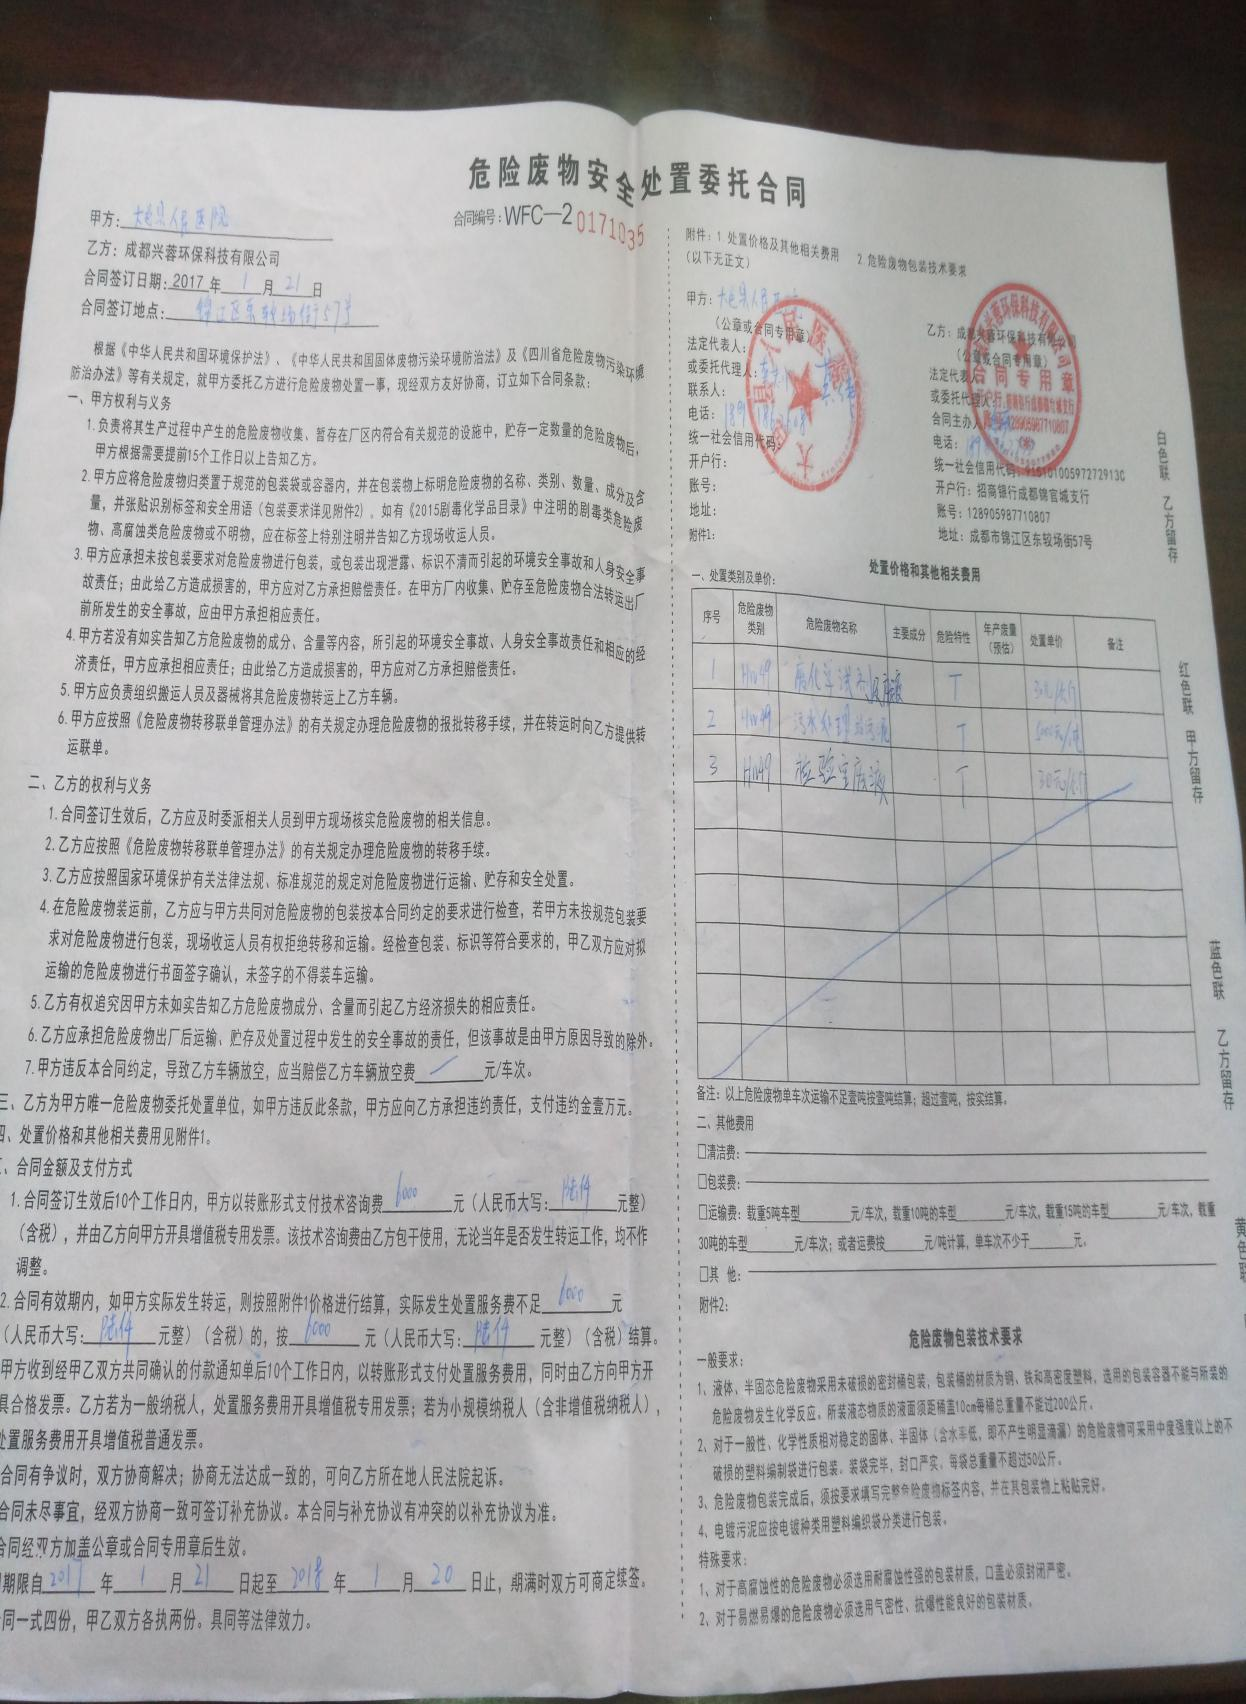 危险废物安全处置委托合同
合同编号：WFC—20171035
甲方：大邑县人民医院
乙方：成都兴蓉环保科技有限公司
合同签订日期：2017年1月21日
合同签订地点：锦江区东较场街57号
根据《中华人民共和国环境保护法》、《中华人民共和国固体废物污染环境防治法》及《四川省危险废物污染环境
防治办法》等有关规定，就甲方委托乙方进行危险废物处置一事，现经双方友好协商，订立如下合同条款：
一、甲方权利与义务
1.负责将其生产过程中产生的危险废物收集、暂存在厂区内符合有关规范的设施中，贮存一定数量的危险废物后，
甲方根据需要提前15个工作日以上告知乙方。
2.甲方应将危险废物归类置于规范的包装袋或容器内，并在包装物上标明危险废物的名称、类别、数量、成分及含
量，并张贴识别标签和安全用语（包装要求详见附件2）。如有《2015剧毒化学品目录》中注明的剧毒类危险废
物、高腐蚀类危险废物或不明物，应在标签上特别注明并告知乙方现场收运人员。
3.甲方应承担未按包装要求对危险废物进行包装，或包装出现泄露、标识不清而引起的环境安全事故和人身安全事
故责任；由此给乙方造成损害的，甲方应对乙方承担赔偿责任。在甲方厂内收集、贮存至危险废物合法转运出厂
前所发生的安全事故，应由甲方承担相应责任。
4.甲方若没有如实告知乙方危险废物的成分、含量等内容，所引起的环境安全事故、人身安全事故责任和相应的经
济责任，甲方应承担相应责任；由此给乙方造成损害的，甲方应对乙方承担赔偿责任。
5.甲方应负责组织搬运人员及器械将其危险废物转运上乙方车辆。
6.甲方应按照《危险废物转移联单管理办法》的有关规定办理危险废物的报批转移手续，并在转运时向乙方提供转
运联单。
二、乙方的权利与义务
1.合同签订生效后，乙方应及时委派相关人员到甲方现场核实危险废物的相关信息。
2.乙方应按照《危险废物转移联单管理办法》的有关规定办理危险废物的转移手续。
3.乙方应按照国家环境保护有关法律法规、标准规范的规定对危险废物进行运输、贮存和安全处置。
4.在危险废物装运前，乙方应与甲方共同对危险废物的包装按本合同约定的要求进行检查，若甲方未按规范包装要
求对危险废物进行包装，现场收运人员有权拒绝转移和运输。经检查包装、标识等符合要求的，甲乙双方应对拟
运输的危险废物进行书面签字确认，未签字的不得装车运输。
5.乙方有权追究因甲方未如实告知乙方危险废物成分、含量而引起乙方经济损失的相应责任。
6.乙方应承担危险废物出厂后运输、贮存及处置过程中发生的安全事故的责任，但该事故是由甲方原因导致的除外。
7.甲方违反本合同约定，导致乙方车辆放空，应当赔偿乙方车辆放空费／元/车次。
三、乙方为甲方唯一危险废物委托处置单位，如甲方违反此条款，甲方应向乙方承担违约责任，支付违约金壹万元。
四、处置价格和其他相关费用见附件1。
、合同金额及支付方式
1.合同签订生效后10个工作日内，甲方以转账形式支付技术咨询费6000元（人民币大写：陆仟元整）
（含税），并由乙方向甲方开具增值税专用发票。该技术咨询费由乙方包干使用，无论当年是否发生转运工作，均不作
调整。
2.合同有效期内，如甲方实际发生转运，则按照附件1价格进行结算，实际发生处置服务费不足6000元
（人民币大写：陆仟元整）（含税）的，按6000元（人民币大写：陆仟元整）（含税）结算。
甲方收到经甲乙双方共同确认的付款通知单后10个工作日内，以转账形式支付处置服务费用，同时由乙方向甲方开
具合格发票。乙方若为一般纳税人，处置服务费用开具增值税专用发票；若为小规模纳税人（含非增值税纳税人），
处置服务费用开具增值税普通发票。
合同有争议时，双方协商解决；协商无法达成一致的，可向乙方所在地人民法院起诉。
合同未尽事宜，经双方协商一致可签订补充协议。本合同与补充协议有冲突的以补充协议为准。
合同经双方加盖公章或合同专用章后生效。
期限自2017年1月21日起至2018年1月20日止，期满时双方可商定续签。
同一式四份，甲乙双方各执两份。具同等法律效力。
附件：1.处置价格及其他相关费用 2.危险废物包装技术要求
（以下无正文）
甲方：大邑县人民医
（公章或合同专用章）
法定代表人：
或委托代理人：
联系人：
电话：
统一社会信用代码：
开户行：
账号：
地址：
附件1：
乙方：成都兴蓉环保科技有限公司
（公章或合同专用章）
法定代表人
或委托代理人
合同主办人
电话：
统一社会信用代码：
开户行：招商银行成都锦官城支行
账号：128905987710807
地址：成都市锦江区东较场街57号
合同专用章
处置价格和其他相关费用
一、处置类别及单价：
序号 危险废物类别 危险废物名称 主要成分 危险特性 年产废量（预估） 处置单价 备注
1 HW49 废化学试剂及废液 T 30元/公斤
2 HW49 污水处理站污泥 T 5000元/吨
3 HW49 检验室废液 T 30元/公斤
备注：以上危险废物单车次运输不足壹吨按壹吨结算；超过壹吨，按实结算。
二、其他费用
□清洁费：
□包装费：
□运输费：载重5吨车型 元/车次，载重10吨的车型 元/车次，载重15吨的车型 元/车次，载重
30吨的车型 元/车次；或者运费按 元/吨计算，单车次不少于 元。
□其 他：
附件2：
危险废物包装技术要求
一般要求：
1、液体、半固态危险废物采用未破损的密封桶包装，包装桶的材质为钢、铁和高密度塑料，选用的包装容器不能与所装的
危险废物发生化学反应。所装液态物质的液面须距桶盖10cm每桶总重量不能过200公斤。
2、对于一般性、化学性质相对稳定的固体、半固体（含水率低，即不产生明显滴漏）的危险废物可采用中度强度以上的不
破损的塑料编制袋进行包装。装袋完毕，封口严实，每袋总重量不超过50公斤。
3、危险废物包装完成后，须按要求填写完整危险废物标签内容，并在其包装物上粘贴完好。
4、电镀污泥应按电镀种类用塑料编织袋分类进行包装。
特殊要求：
1、对于高腐蚀性的危险废物必须选用耐腐蚀性强的包装材质，口盖必须封闭严密。
2、对于易燃易爆的危险废物必须选用气密性、抗爆性能良好的包装材质。
白色联 乙方留存
红色联 甲方留存
蓝色联 乙方留存
黄色联